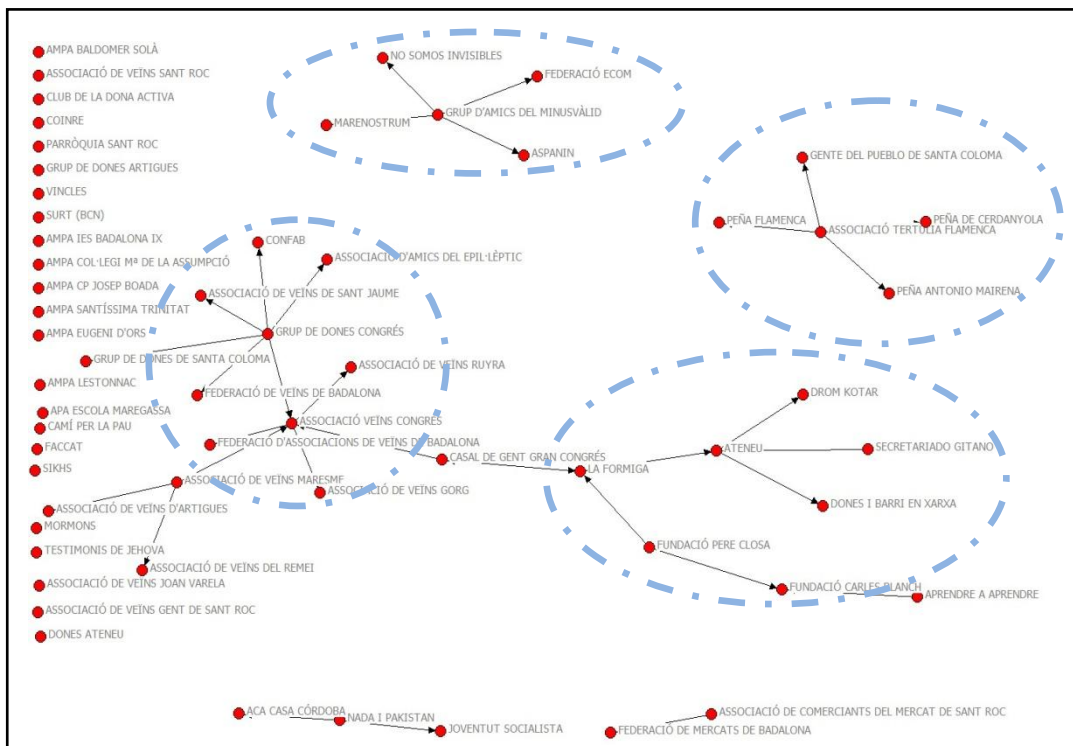 AMPA BALDOMER SOLÀ
ASSOCIACIÓ DE VEÏNS SANT ROC
CLUB DE LA DONA ACTIVA
COINRE
PARRÒQUIA SANT ROC
GRUP DE DONES ARTIGUES
VINCLES
SURT (BCN)
AMPA IES BADALONA IX
AMPA COL·LEGI Mª DE LA ASSUMPCIÓ
AMPA CP JOSEP BOADA
AMPA SANTÍSSIMA TRINITAT
AMPA EUGENI D'ORS
GRUP DE DONES DE SANTA COLOMA
AMPA LESTONNAC
APA ESCOLA MAREGASSA
CAMÍ PER LA PAU
FACCAT
SIKHS
ASSOCIACIÓ DE VEÏNS D'ARTIGUES
MORMONS
TESTIMONIS DE JEHOVA
ASSOCIACIÓ DE VEÏNS JOAN VARELA
ASSOCIACIÓ DE VEÏNS GENT DE SANT ROC
DONES ATENEU
NO SOMOS INVISIBLES
FEDERACIÓ ECOM
GRUP D'AMICS DEL MINUSVÀLID
MARENOSTRUM
ASPANIN
GENTE DEL PUEBLO DE SANTA COLOMA
PEÑA FLAMENCA
PEÑA DE CERDANYOLA
ASSOCIACIÓ TERTÚLIA FLAMENCA
PEÑA ANTONIO MAIRENA
CONFAB
ASSOCIACIÓ D'AMICS DEL EPIL·LÈPTIC
ASSOCIACIÓ DE VEÏNS DE SANT JAUME
GRUP DE DONES CONGRÉS
ASSOCIACIÓ DE VEÏNS RUYRA
FEDERACIÓ DE VEÏNS DE BADALONA
ASSOCIACIÓ VEÏNS CONGRÉS
FEDERACIÓ D'ASSOCIACIONS DE VEÏNS DE BADALONA
CASAL DE GENT GRAN CONGRÉS
ASSOCIACIÓ DE VEÏNS MARESME
ASSOCIACIÓ DE VEÏNS GORG
ASSOCIACIÓ DE VEÏNS DEL REMEI
DROM KOTAR
ATENEU
SECRETARIADO GITANO
LA FORMIGA
DONES I BARRI EN XARXA
FUNDACIÓ PERE CLOSA
FUNDACIÓ CARLES BLANCH
APRENDRE A APRENDRE
ACA CASA CÓRDOBA
NADA I PAKISTAN
JOVENTUT SOCIALISTA
ASSOCIACIÓ DE COMERCIANTS DEL MERCAT DE SANT ROC
FEDERACIÓ DE MERCATS DE BADALONA